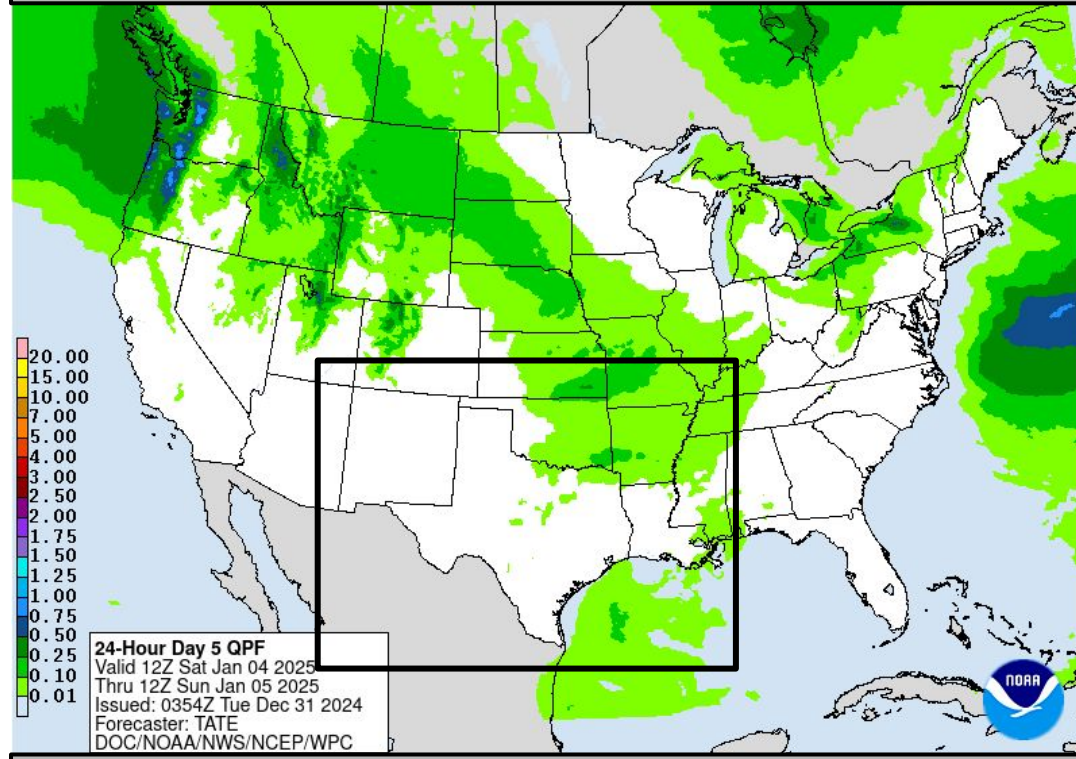 20.00
15.00
10.00
7.00
5.00
4.00
3.00
2.50
2.00
1.75
1.50
1.25
1.00
0.75
0.50
0.25
0.10
0.01
24-Hour Day 5 QPF
Valid 12Z Sat Jan 04 2025
Thru 12Z Sun Jan 05 2025
Issued: 0354Z Tue Dec 31 2024
Forecaster: TATE
DOC/NOAA/NWS/NCEP/WPC
NOAA